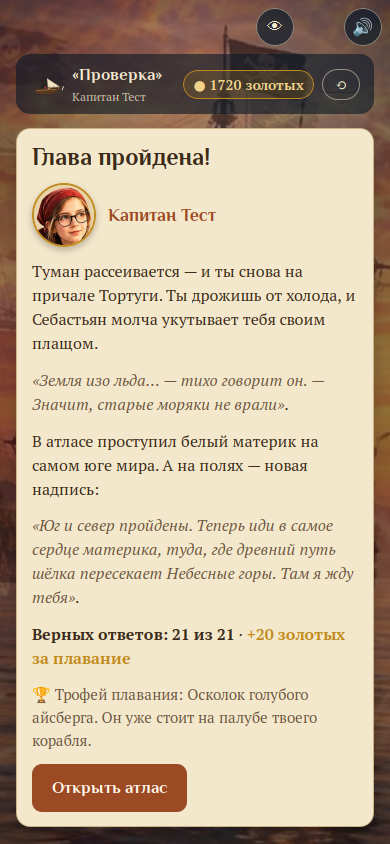 «Проверка»
Капитан Тест
1720 золотых
Глава пройдена!
Капитан Тест
Туман рассеивается — и ты снова на
причале Тортуги. Ты дрожишь от холода, и
Себастьян молча укутывает тебя своим
плащом.
«Земля изо льда... — тихо говорит он. —
Значит, старые моряки не врали».
В атласе проступил белый материк на
самом юге мира. А на полях — новая
надпись:
«Юг и север пройдены. Теперь иди в самое
сердце материка, туда, где древний путь
шёлка пересекает Небесные горы. Там я жду
тебя».
Верных ответов: 21 из 21 · +20 золотых
за плавание
🏆 Трофей плавания: Осколок голубого
айсберга. Он уже стоит на палубе твоего
корабля.
Открыть атлас